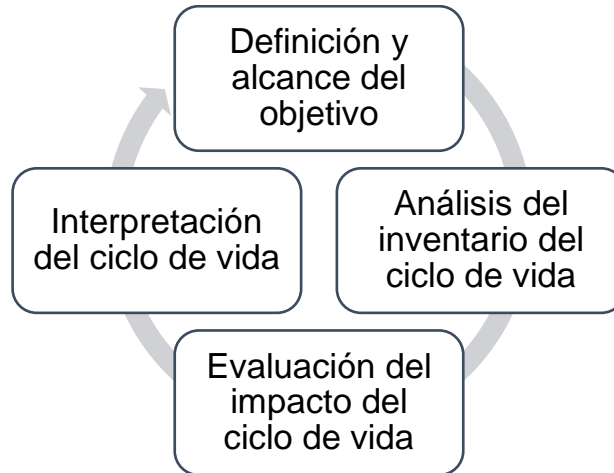 Definición y
alcance del
objetivo
Análisis del
inventario del
ciclo de vida
Evaluación del
impacto del
ciclo de vida
Interpretación
del ciclo de vida